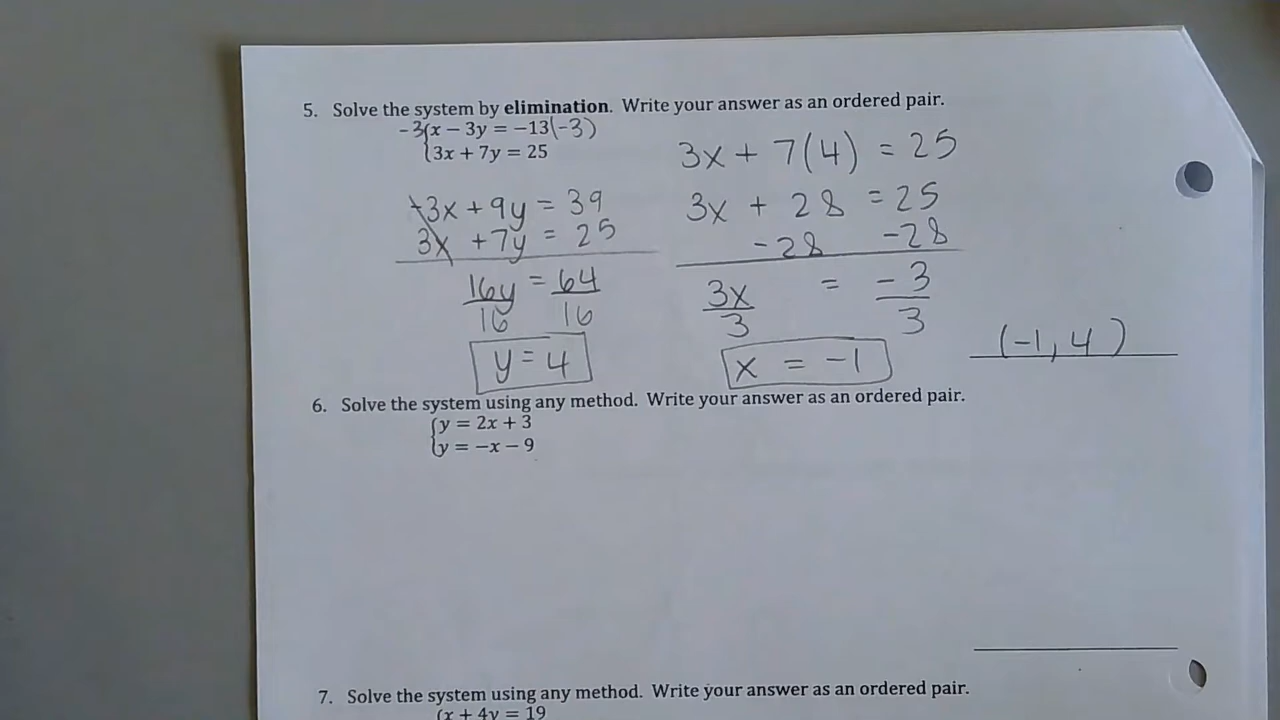 5. Solve the system by elimination. Write your answer as an ordered pair.
-3(x − 3y = −13(-3)
3x + 7y = 25
-3x + 9y = 39
3x + 7y = 25
16y = 64
16 16
y = 4
3x + 7(4) = 25
3x + 28 = 25
-28 -28
3x = -3
3 3
x = -1
(-1, 4)
6. Solve the system using any method. Write your answer as an ordered pair.
y = 2x + 3
y = −x − 9
7. Solve the system using any method. Write your answer as an ordered pair.
x + 4y = 19